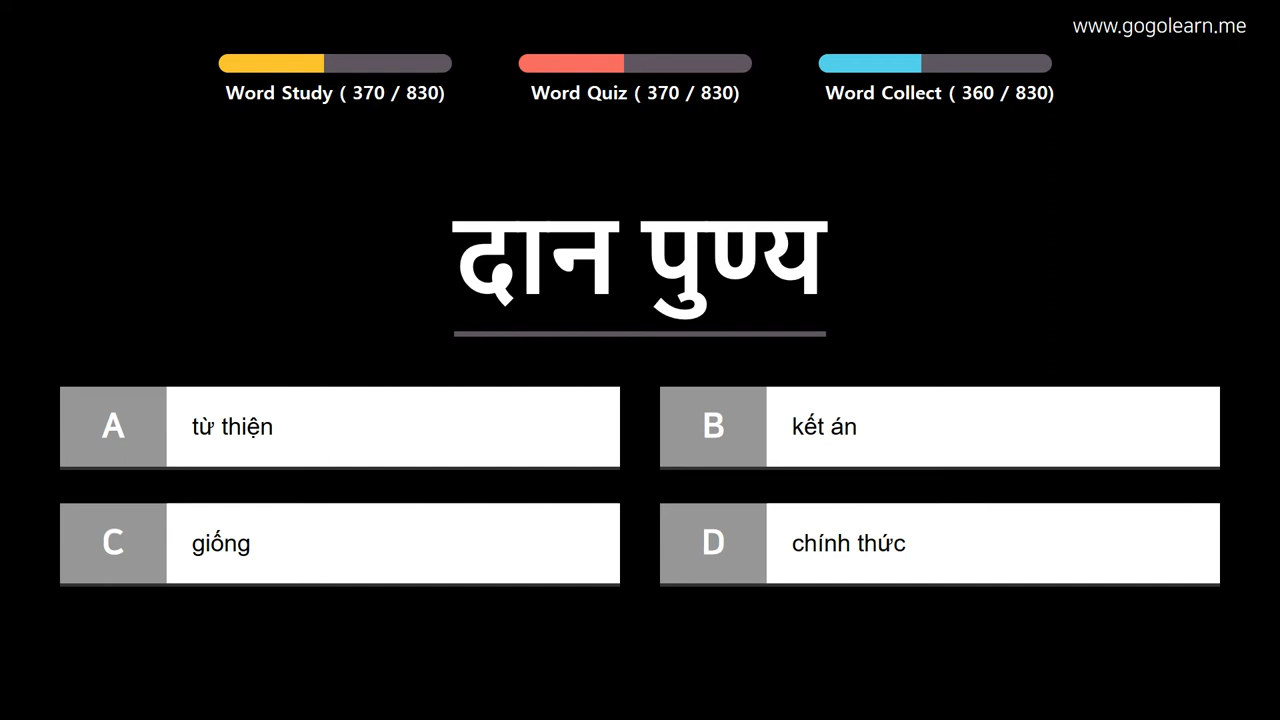 www.gogolearn.me
Word Study ( 370 / 830)
Word Quiz ( 370 / 830)
Word Collect ( 360 / 830)
दान पुण्य
A
từ thiện
B
kết án
C
giống
D
chính thức